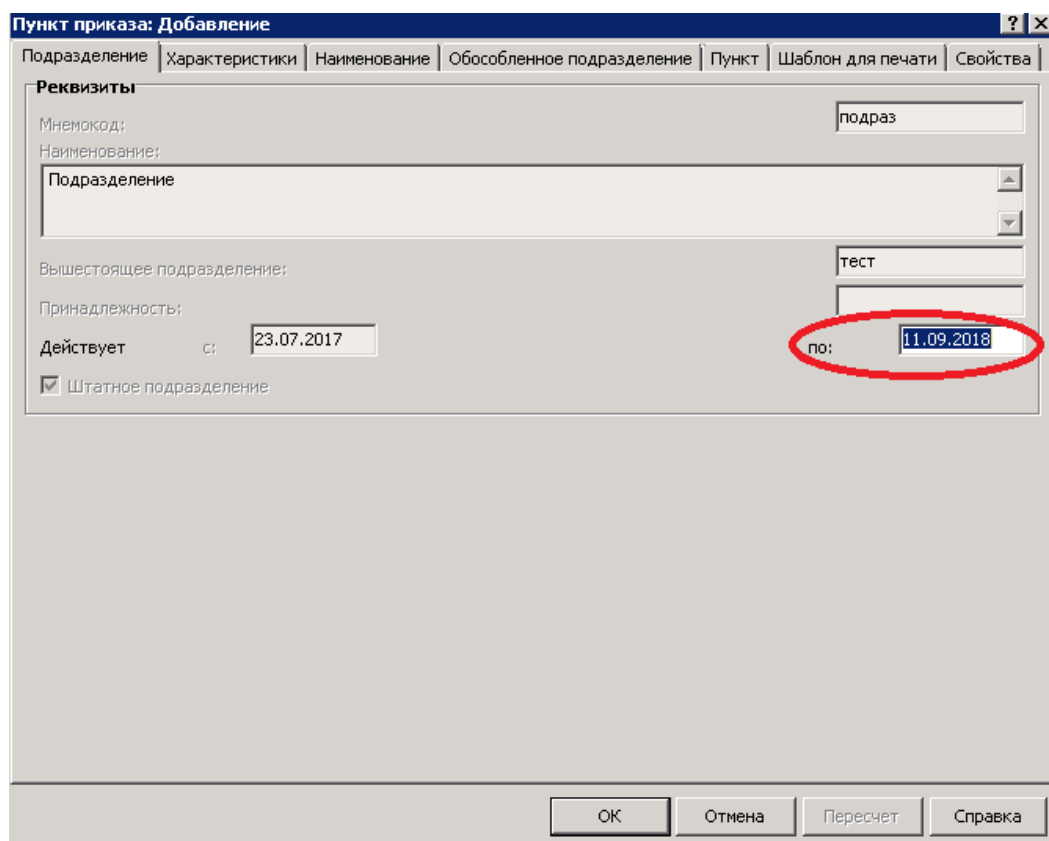 Пункт приказа: Добавление
Подразделение Характеристики Наименование Обособленное подразделение Пункт Шаблон для печати Свойства
Реквизиты
Мнемокод: подраз
Наименование:
Подразделение
Вышестоящее подразделение: тест
Принадлежность:
Действует с: 23.07.2017 по: 11.09.2018
Штатное подразделение
ОК Отмена Пересчет Справка